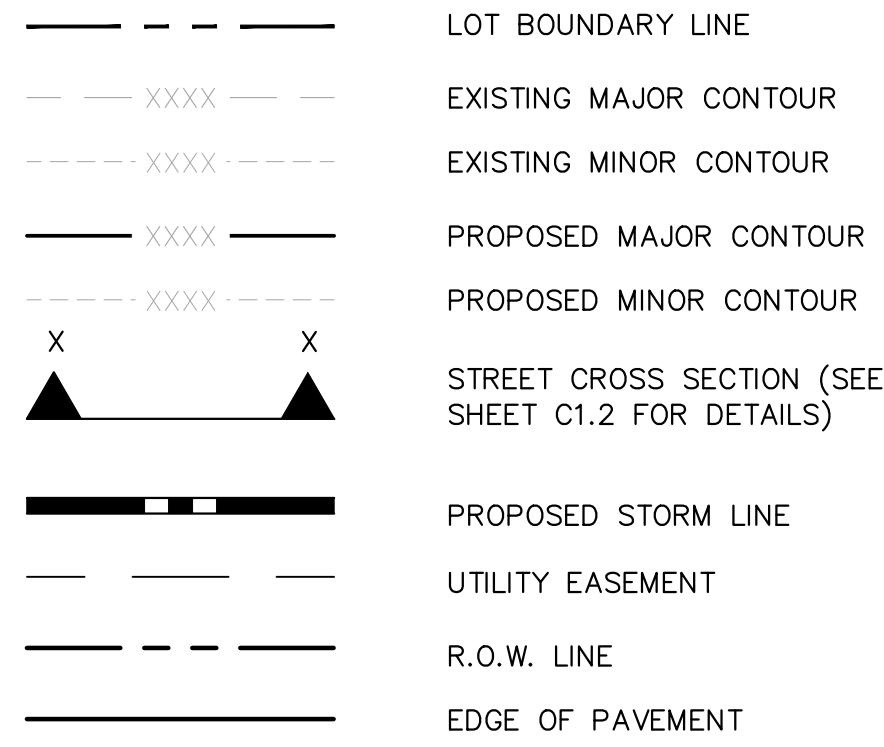 LOT BOUNDARY LINE
XXXX EXISTING MAJOR CONTOUR
XXXX EXISTING MINOR CONTOUR
XXXX PROPOSED MAJOR CONTOUR
XXXX PROPOSED MINOR CONTOUR
X X
STREET CROSS SECTION (SEE
SHEET C1.2 FOR DETAILS)
PROPOSED STORM LINE
UTILITY EASEMENT
R.O.W. LINE
EDGE OF PAVEMENT